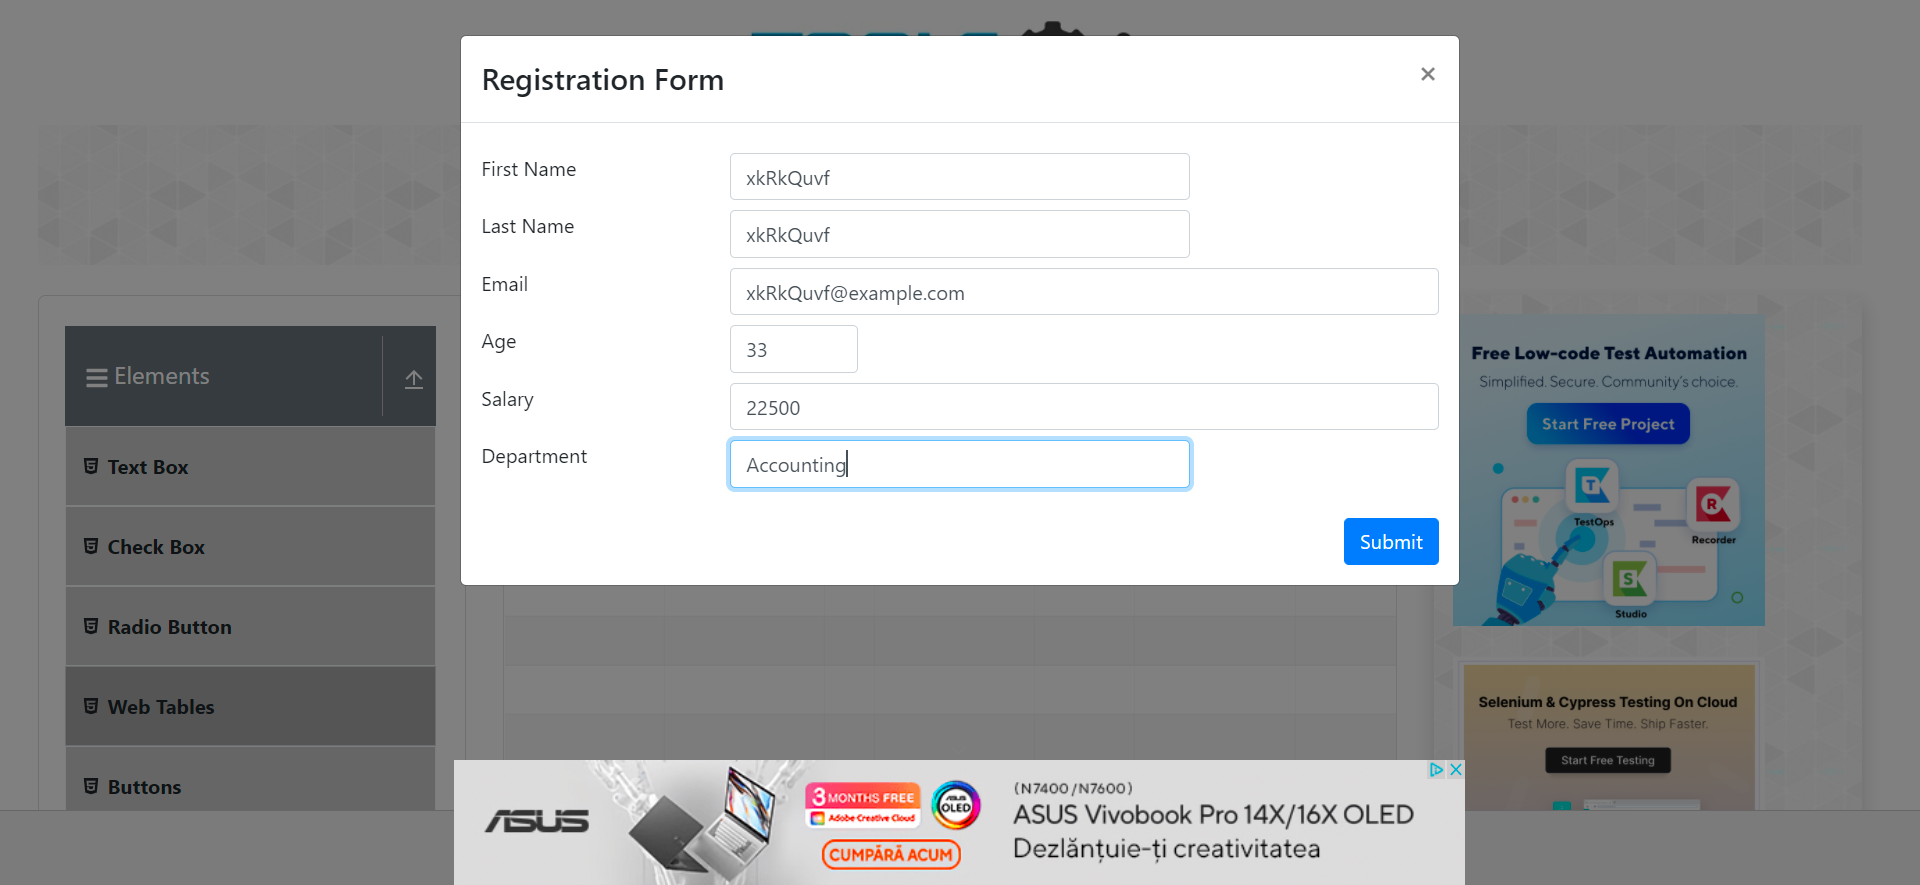 Registration Form
×
First Name
xkRkQuvf
Last Name
xkRkQuvf
Email
xkRkQuvf@example.com
Age
33
Salary
22500
Department
Accounting
Submit
Elements
Text Box
Check Box
Radio Button
Web Tables
Buttons
Free Low-code Test Automation
Simplified. Secure. Community's choice.
Start Free Project
TestOps
Recorder
Studio
Selenium & Cypress Testing On Cloud
Test More. Save Time. Ship Faster.
Start Free Testing
ASUS
3 MONTHS FREE
Adobe Creative Cloud
ASUS
OLED
CUMPĂRĂ ACUM
(N7400/N7600)
ASUS Vivobook Pro 14X/16X OLED
Dezlănțuie-ți creativitatea